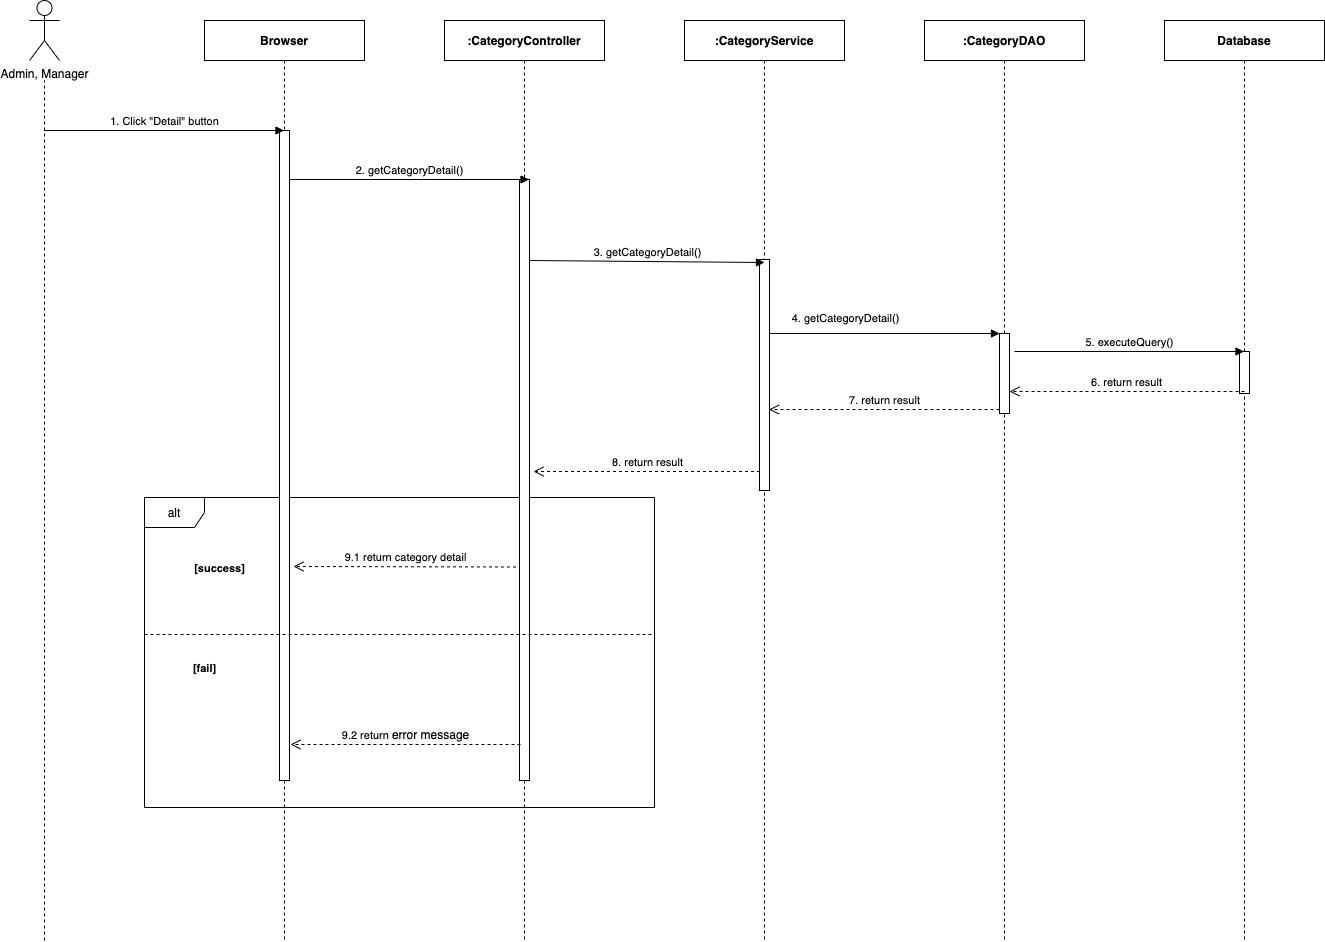 Admin, Manager
Browser
:CategoryController
:CategoryService
:CategoryDAO
Database
1. Click "Detail" button
2. getCategoryDetail()
3. getCategoryDetail()
4. getCategoryDetail()
5. executeQuery()
6. return result
7. return result
8. return result
alt
9.1 return category detail
[success]
[fail]
9.2 return error message